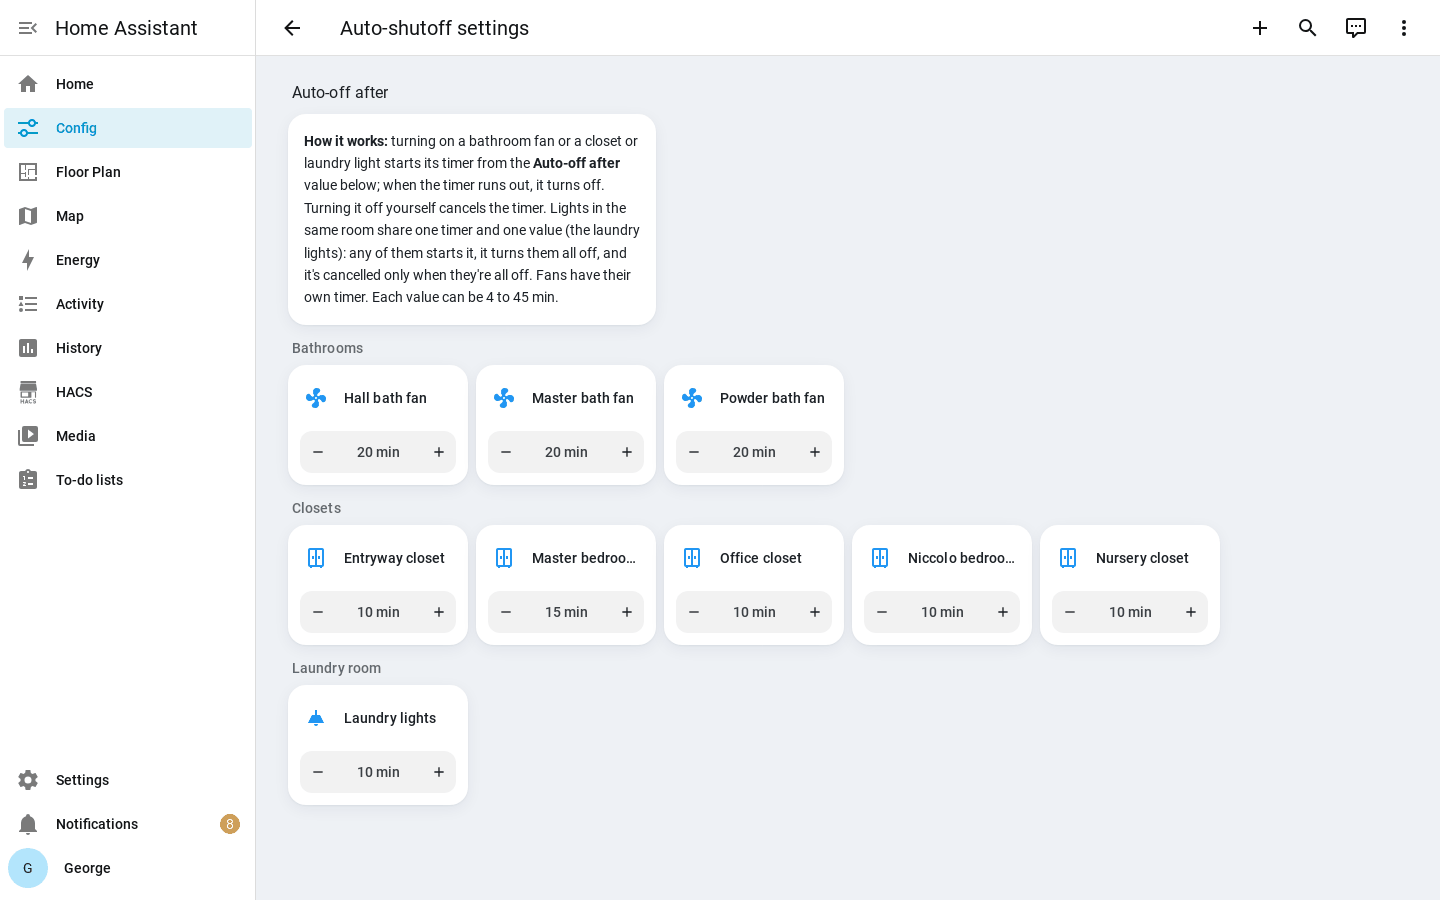 Home Assistant
Auto-shutoff settings
Home
Config
Floor Plan
Map
Energy
Activity
History
HACS
HACS
Media
To-do lists
Settings
Notifications
8
G
George
Auto-off after
How it works: turning on a bathroom fan or a closet or
laundry light starts its timer from the Auto-off after
value below; when the timer runs out, it turns off.
Turning it off yourself cancels the timer. Lights in the
same room share one timer and one value (the laundry
lights): any of them starts it, it turns them all off, and
it's cancelled only when they're all off. Fans have their
own timer. Each value can be 4 to 45 min.
Bathrooms
Hall bath fan
20 min
Master bath fan
20 min
Powder bath fan
20 min
Closets
Entryway closet
10 min
Master bedroo...
15 min
Office closet
10 min
Niccolo bedroo...
10 min
Nursery closet
10 min
Laundry room
Laundry lights
10 min